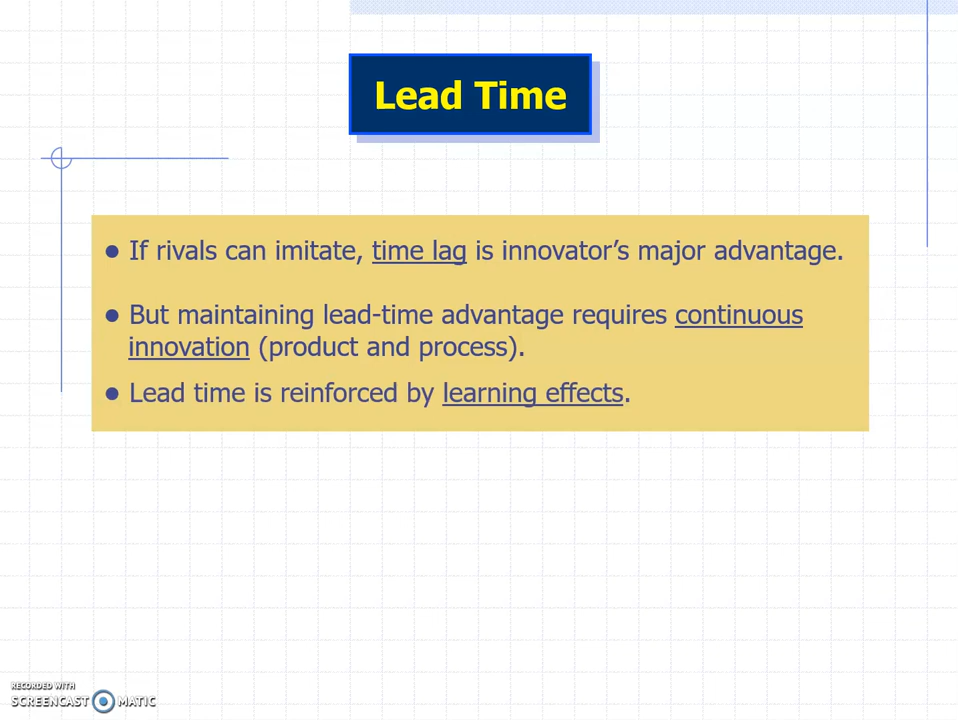 Lead Time
● If rivals can imitate, time lag is innovator’s major advantage.
● But maintaining lead-time advantage requires continuous
innovation (product and process).
● Lead time is reinforced by learning effects.
RECORDED WITH
SCREENCAST MATIC